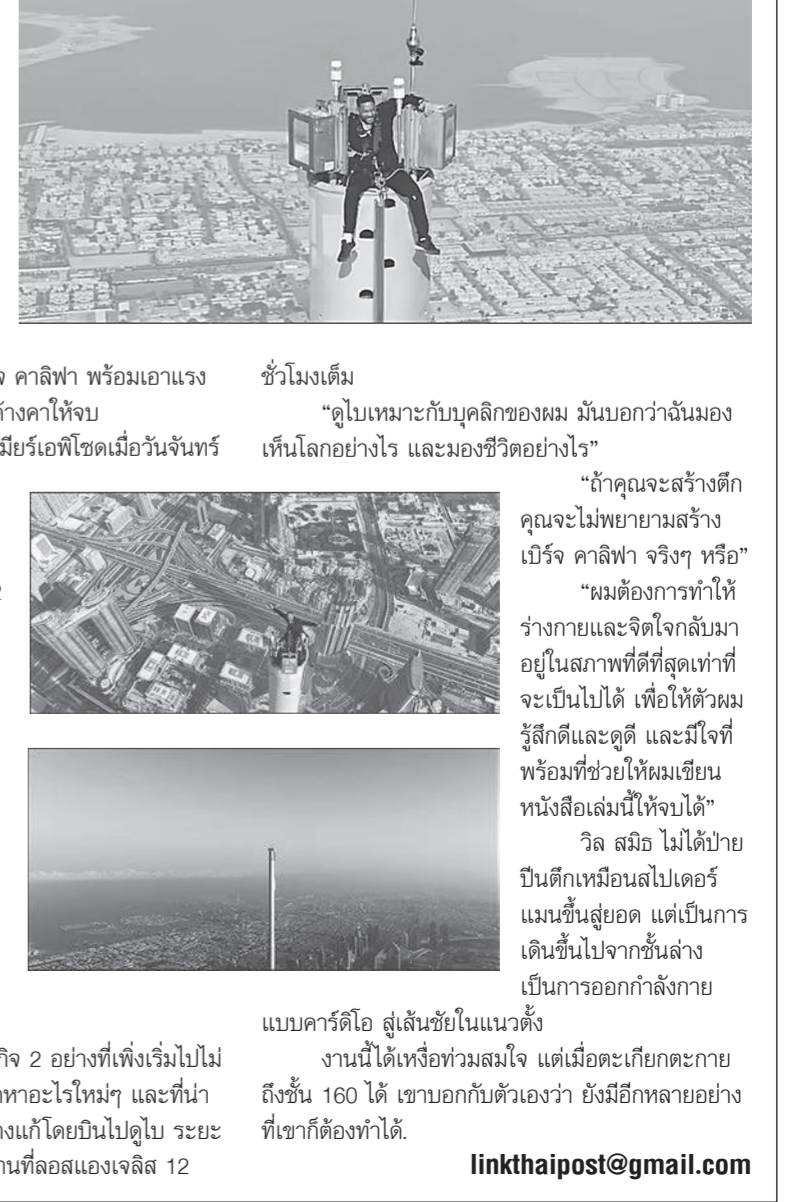 จ คาลิฟา พร้อมเอาแรง
ค้างคาให้จบ
เมียร์เอพิโซดเมื่อวันจันทร์
2
กิจ 2 อย่างที่เพิ่งเริ่มไปไม่
าหาอะไรใหม่ๆ และที่น่า
างแก้โดยบินไปดูไบ ระยะ
านที่ลอสแองเจลิส 12
ชั่วโมงเต็ม
“ดูไบเหมาะกับบุคลิกของผม มันบอกว่าฉันมอง
เห็นโลกอย่างไร และมองชีวิตอย่างไร”
“ถ้าคุณจะสร้างตึก
คุณจะไม่พยายามสร้าง
เบิร์จ คาลิฟา จริงๆ หรือ”
“ผมต้องการทำให้
ร่างกายและจิตใจกลับมา
อยู่ในสภาพที่ดีที่สุดเท่าที่
จะเป็นไปได้ เพื่อให้ตัวผม
รู้สึกดีและดูดี และมีใจที่
พร้อมที่ช่วยให้ผมเขียน
หนังสือเล่มนี้ให้จบได้”
วิล สมิธ ไม่ได้ป่าย
ปีนตึกเหมือนสไปเดอร์
แมนขึ้นสู่ยอด แต่เป็นการ
เดินขึ้นไปจากชั้นล่าง
เป็นการออกกำลังกาย
แบบคาร์ดิโอ สู่เส้นชัยในแนวตั้ง
งานนี้ได้เหงื่อท่วมสมใจ แต่เมื่อตะเกียกตะกาย
ถึงชั้น 160 ได้ เขาบอกกับตัวเองว่า ยังมีอีกหลายอย่าง
ที่เขาก็ต้องทำได้.
linkthaipost@gmail.com